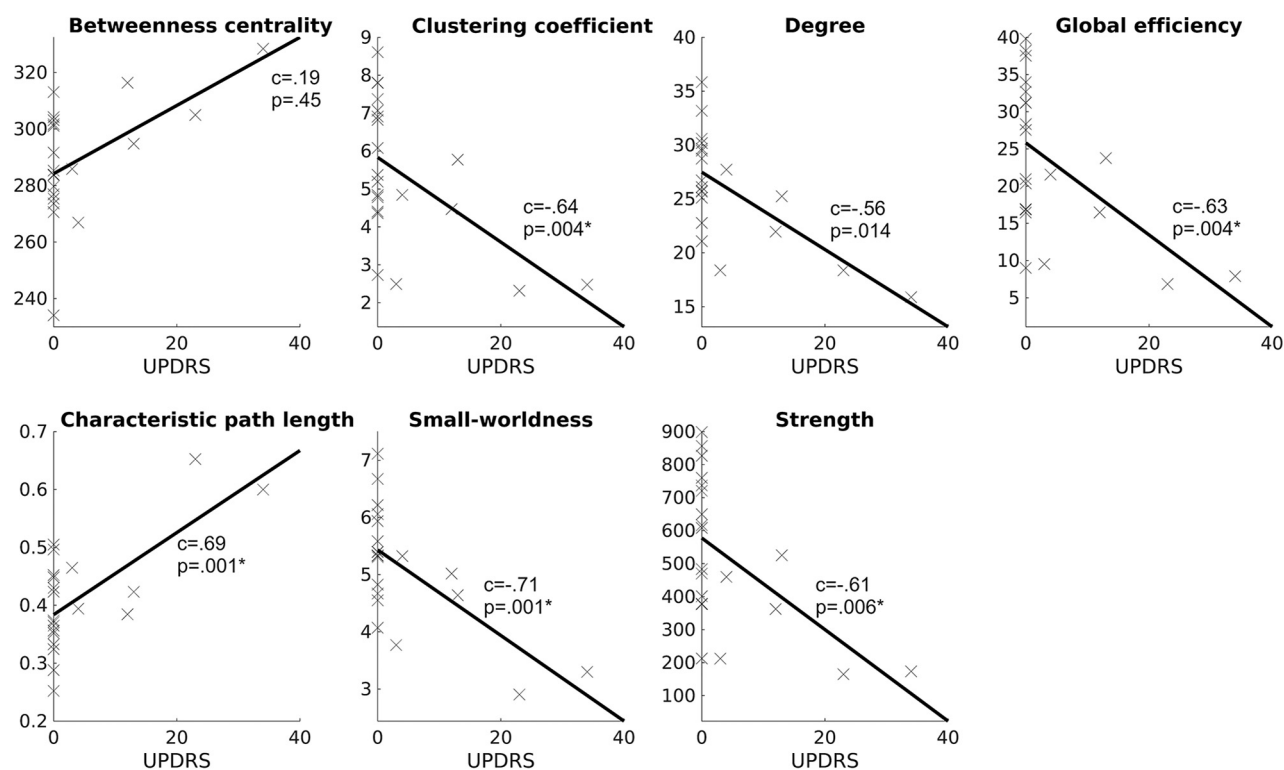 Betweenness centrality
320
300
280
260
240
c=.19
p=.45
0 20 40
UPDRS
Clustering coefficient
9
8
7
6
5
4
3
2
c=-.64
p=.004*
0 20 40
UPDRS
Degree
40
35
30
25
20
15
c=-.56
p=.014
0 20 40
UPDRS
Global efficiency
40
35
30
25
20
15
10
5
c=-.63
p=.004*
0 20 40
UPDRS
Characteristic path length
0.7
0.6
0.5
0.4
0.3
0.2
c=.69
p=.001*
0 20 40
UPDRS
Small-worldness
7
6
5
4
3
c=-.71
p=.001*
0 20 40
UPDRS
Strength
900
800
700
600
500
400
300
200
100
c=-.61
p=.006*
0 20 40
UPDRS